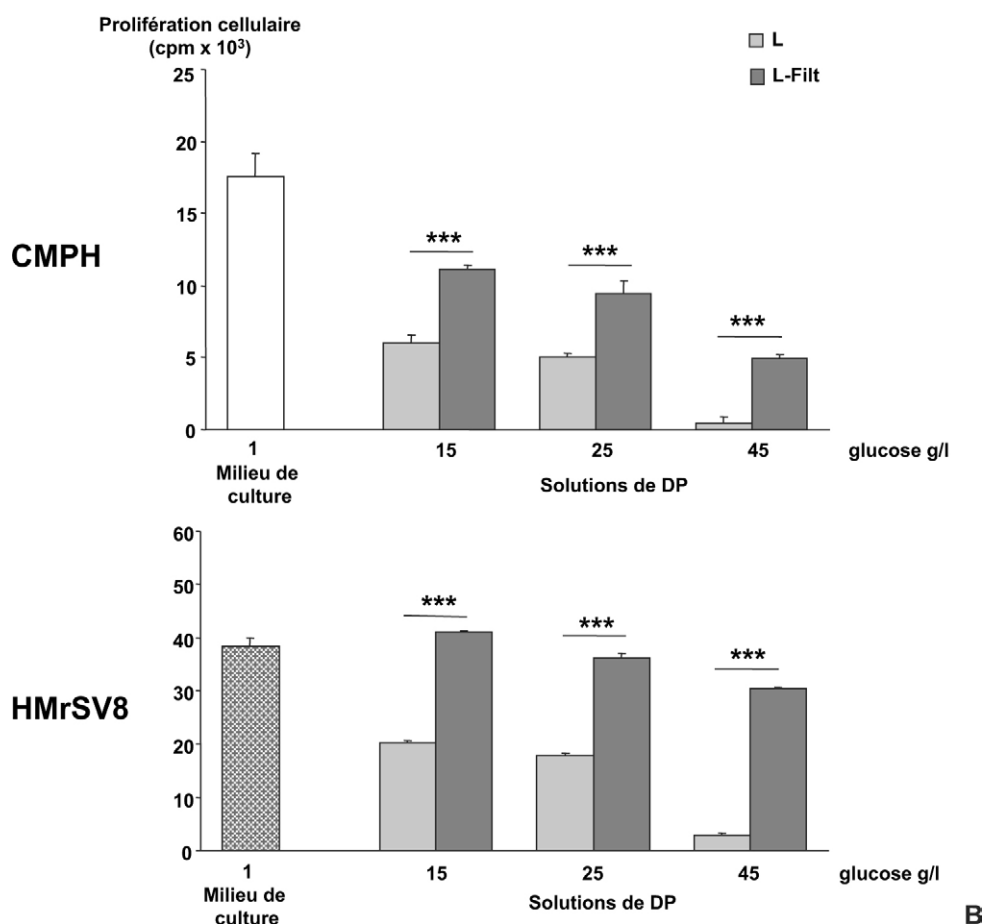 Prolifération cellulaire
(cpm x 10³)
L
L-Filt
25
20
15
10
5
0
CMPH
***
***
***
1
15
25
45
glucose g/l
Milieu de
culture
Solutions de DP
60
50
40
30
20
10
0
HMrSV8
***
***
***
1
15
25
45
glucose g/l
Milieu de
culture
Solutions de DP
B